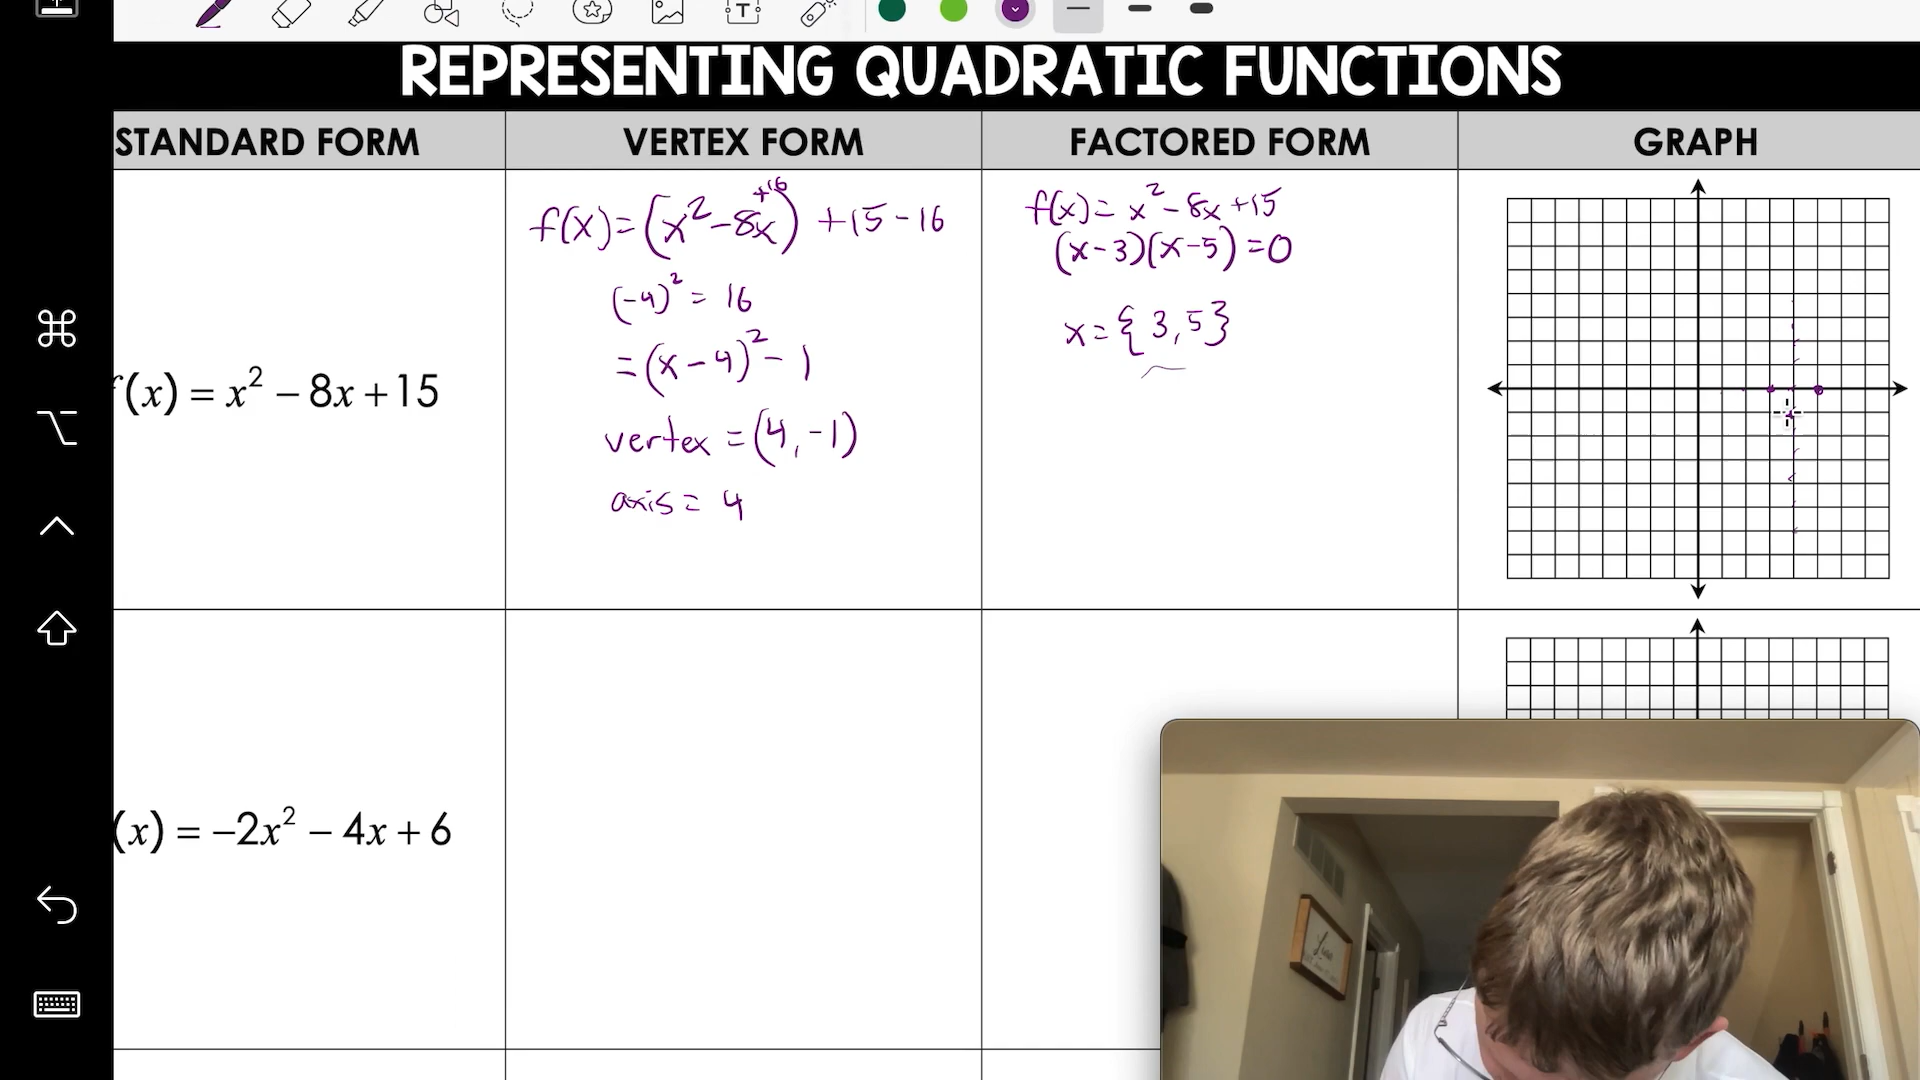 REPRESENTING QUADRATIC FUNCTIONS
STANDARD FORM
VERTEX FORM
FACTORED FORM
GRAPH
f(x) = x² − 8x + 15
f(x) = (x² − 8x +16) + 15 − 16
(−4)² = 16
= (x − 4)² − 1
vertex = (4, −1)
axis = 4
f(x) = x² − 8x + 15
(x − 3)(x − 5) = 0
x = {3, 5}
(x) = −2x² − 4x + 6